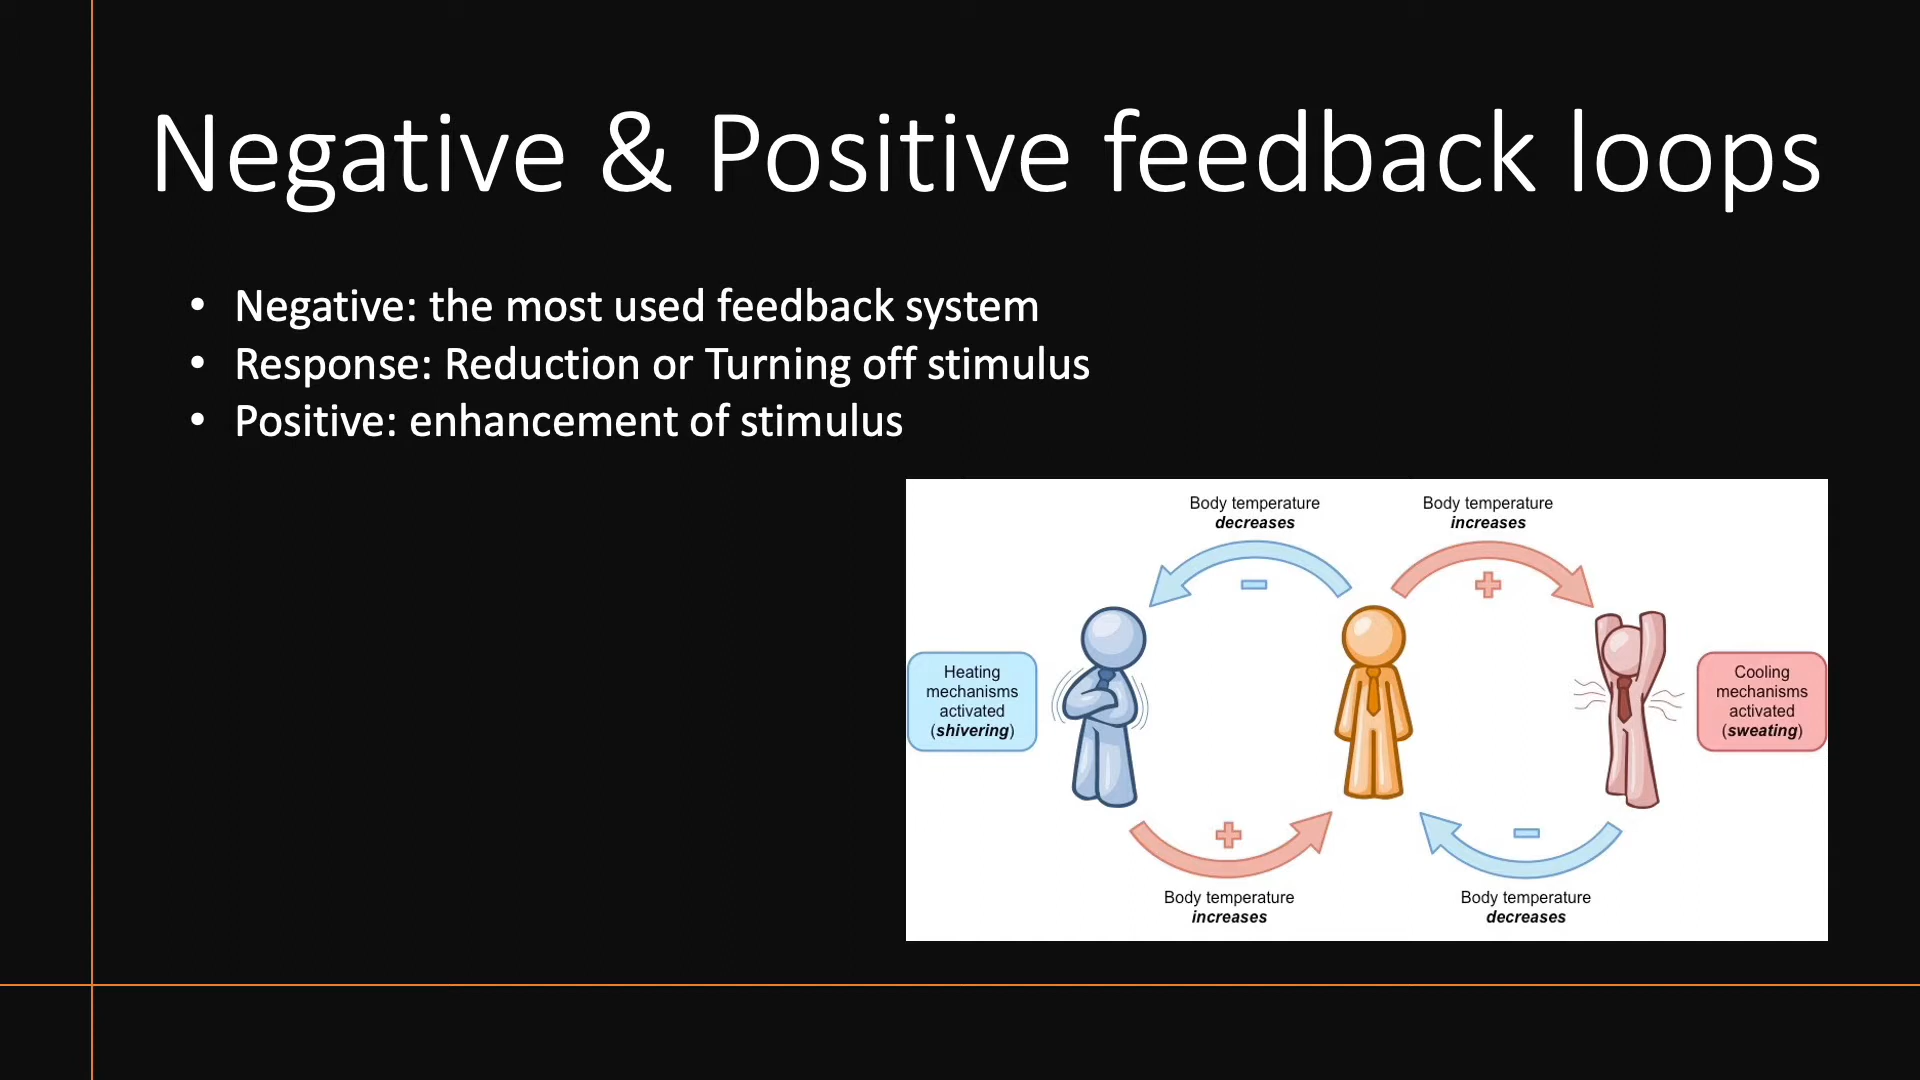 Negative & Positive feedback loops
• Negative: the most used feedback system
• Response: Reduction or Turning off stimulus
• Positive: enhancement of stimulus
Body temperature
decreases
Body temperature
increases
Heating
mechanisms
activated
(shivering)
Cooling
mechanisms
activated
(sweating)
Body temperature
increases
Body temperature
decreases